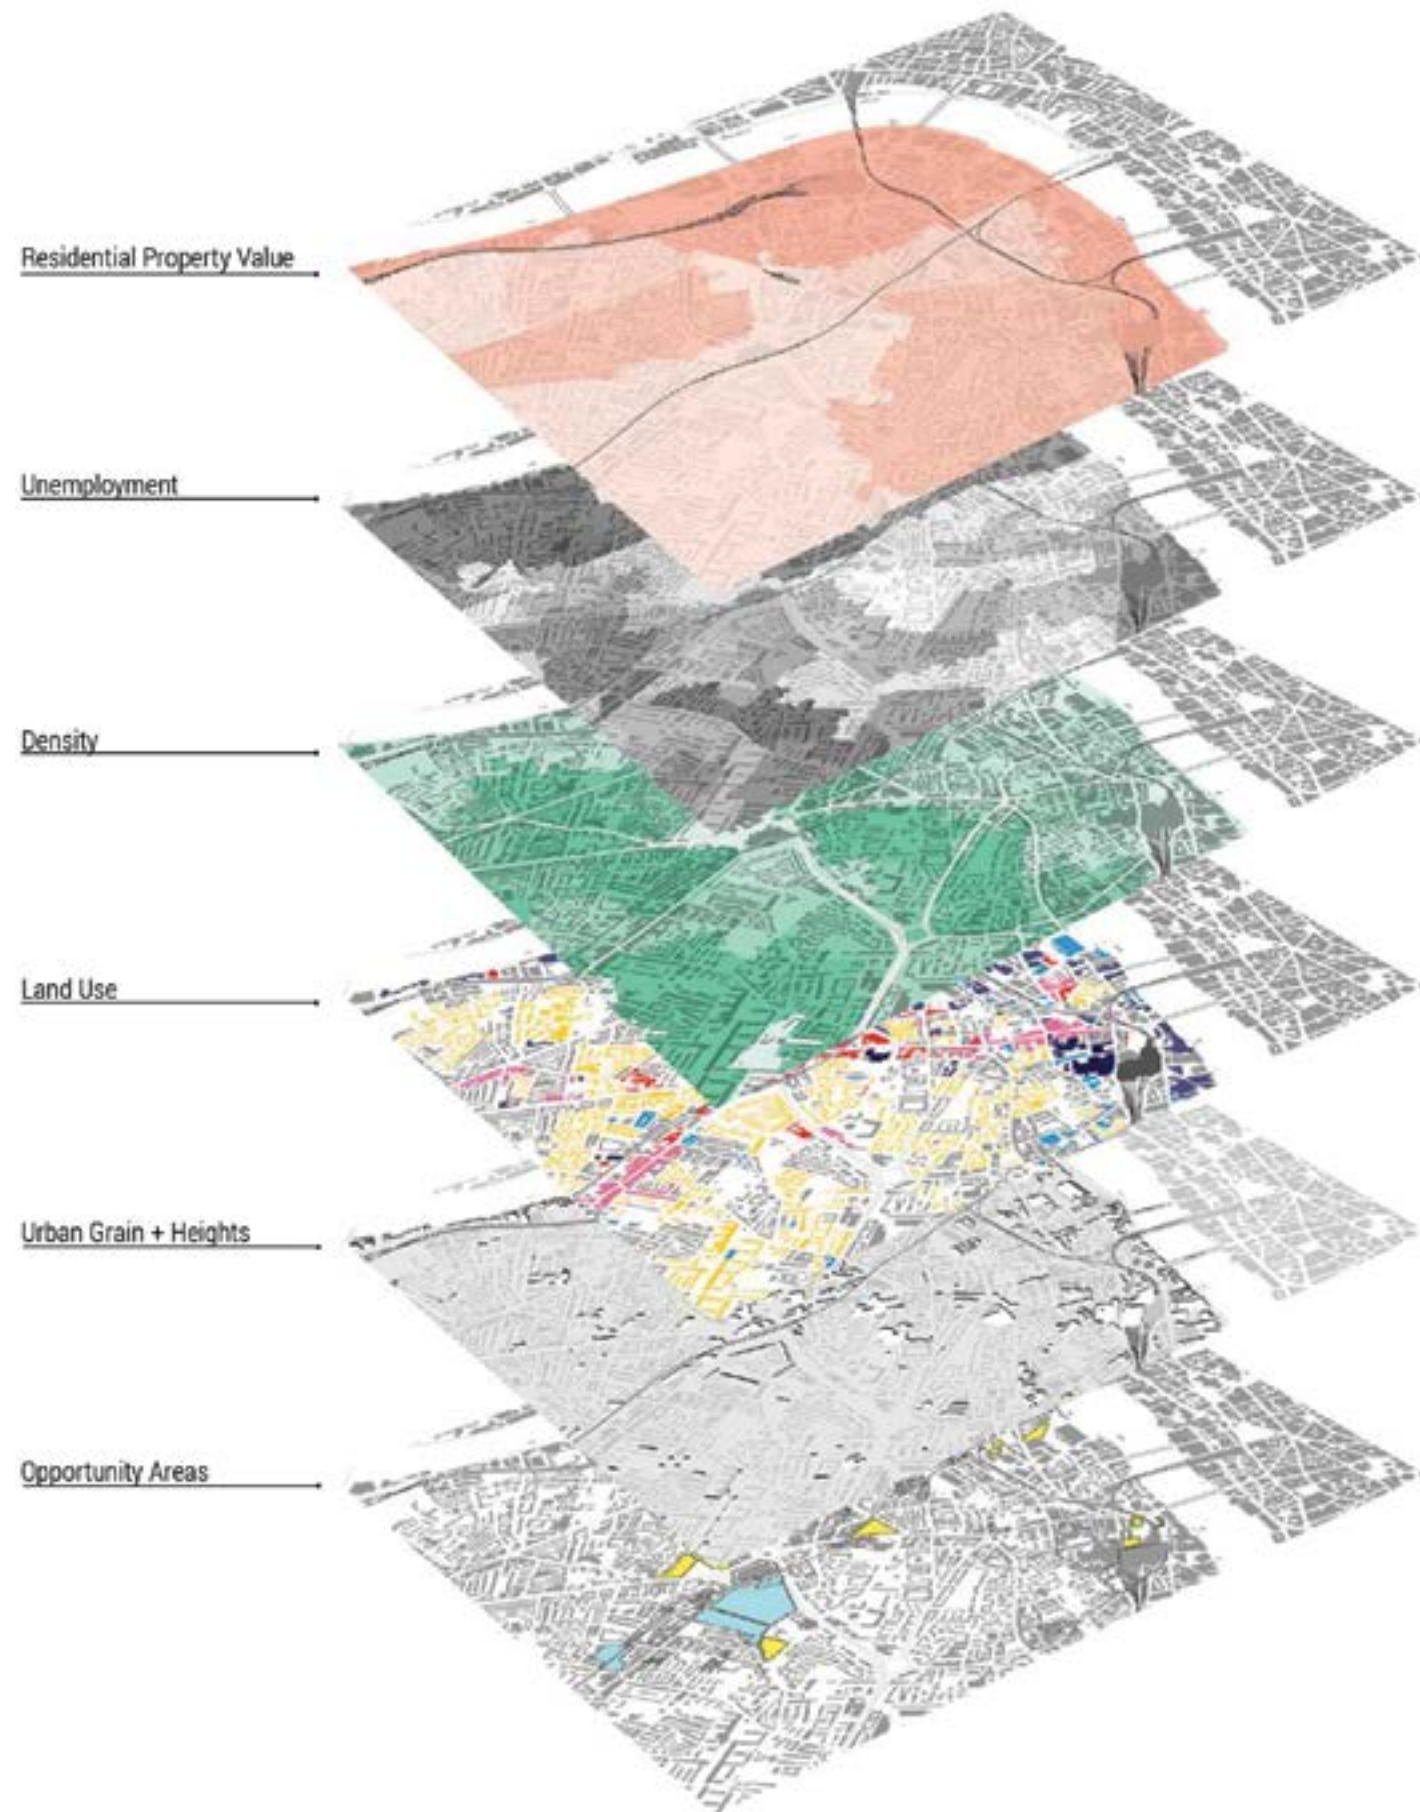 Residential Property Value
Unemployment
Density
Land Use
Urban Grain + Heights
Opportunity Areas